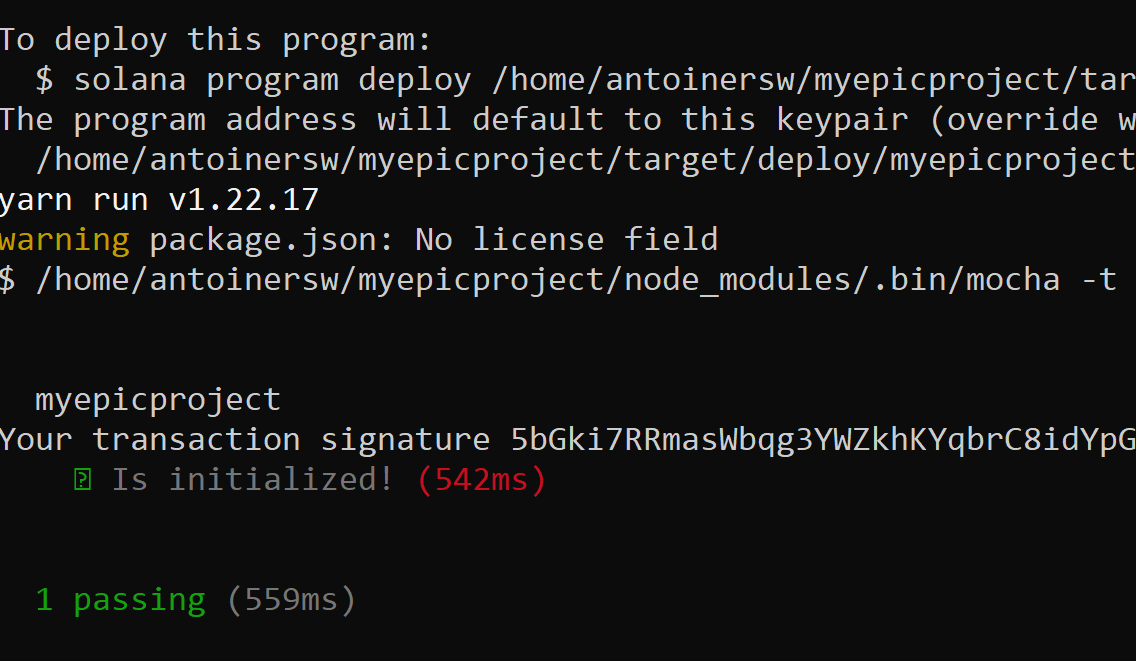 To deploy this program:
$ solana program deploy /home/antoinersw/myepicproject/tar
The program address will default to this keypair (override w
/home/antoinersw/myepicproject/target/deploy/myepicproject
yarn run v1.22.17
warning package.json: No license field
$ /home/antoinersw/myepicproject/node_modules/.bin/mocha -t
myepicproject
Your transaction signature 5bGki7RRmasWbqg3YWZkhKYqbrC8idYpG
Is initialized! (542ms)
1 passing (559ms)